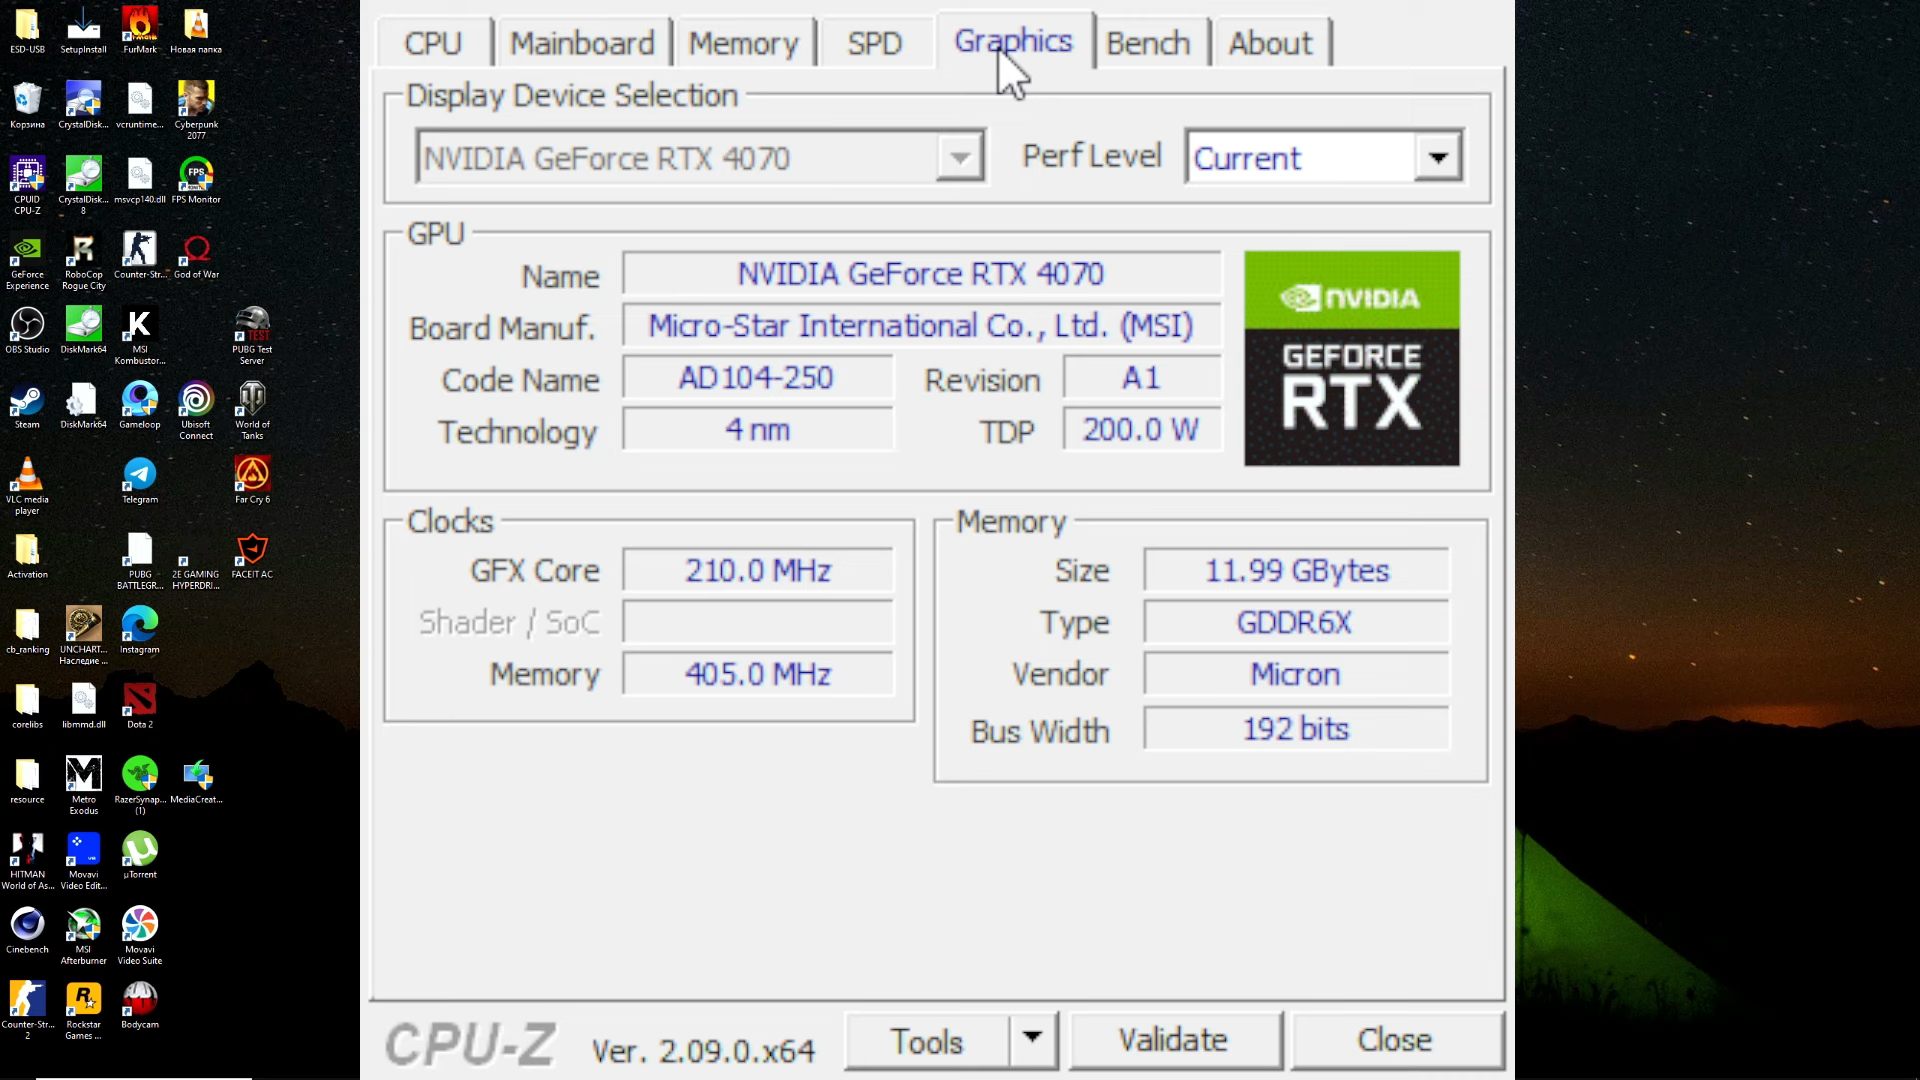 ESD-USB
SetupInstall
FurMark
Новая папка
Корзина
CrystalDisk...
vcruntime...
Cyberpunk
2077
CPUID
CPU-Z
CrystalDisk...
8
msvcp140.dll
FPS
FPS Monitor
GeForce
Experience
RoboCop
Rogue City
Counter-Str...
God of War
OBS Studio
DiskMark64
MSI
Kombustor...
TEST
PUBG Test
Server
Steam
DiskMark64
Gameloop
Ubisoft
Connect
World of
Tanks
VLC media
player
Telegram
Far Cry 6
Activation
PUBG
BATTLEGR...
2E GAMING
HYPERDRI...
FACEIT AC
cb_ranking
UNCHART...
Наследие ...
Instagram
corelibs
libmmd.dll
Dota 2
resource
Metro
Exodus
RazerSynap...
(1)
MediaCreat...
HITMAN
World of As...
Movavi
Video Edit...
µTorrent
Cinebench
MSI
Afterburner
Movavi
Video Suite
Counter-Str...
2
Rockstar
Games ...
Bodycam
CPU Mainboard Memory SPD Graphics Bench About
Display Device Selection
NVIDIA GeForce RTX 4070 Perf Level Current
GPU
Name NVIDIA GeForce RTX 4070
Board Manuf. Micro-Star International Co., Ltd. (MSI)
Code Name AD104-250 Revision A1
Technology 4 nm TDP 200.0 W
NVIDIA
GEFORCE
RTX
Clocks
GFX Core 210.0 MHz
Shader / SoC
Memory 405.0 MHz
Memory
Size 11.99 GBytes
Type GDDR6X
Vendor Micron
Bus Width 192 bits
CPU-Z Ver. 2.09.0.x64 Tools Validate Close